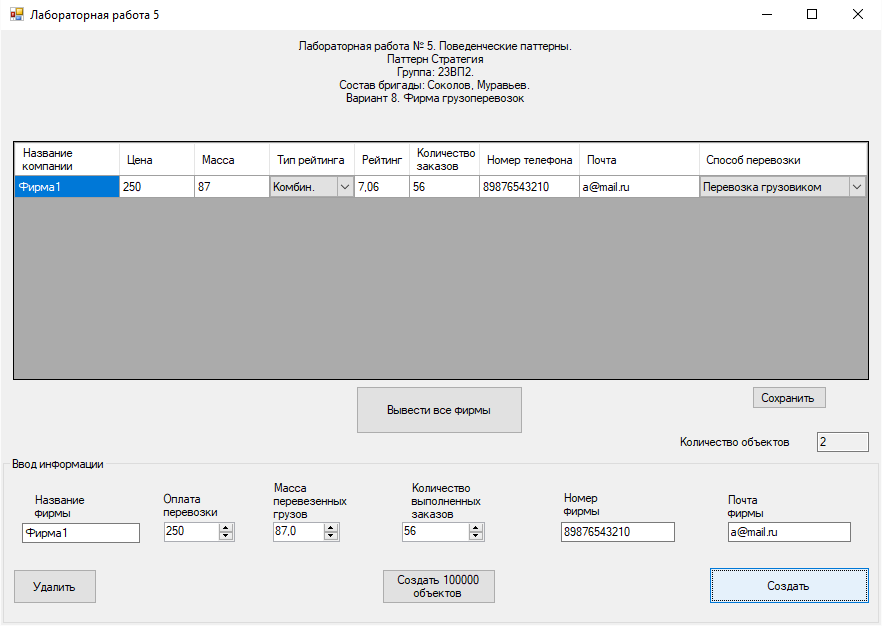 Лабораторная работа 5
Лабораторная работа № 5. Поведенческие паттерны.
Паттерн Стратегия
Группа: 23ВП2.
Состав бригады: Соколов, Муравьев.
Вариант 8. Фирма грузоперевозок
Название компании
Цена
Масса
Тип рейтинга
Рейтинг
Количество заказов
Номер телефона
Почта
Способ перевозки
Фирма1
250
87
Комбин.
7,06
56
89876543210
a@mail.ru
Перевозка грузовиком
Вывести все фирмы
Сохранить
Количество объектов
2
Ввод информации
Название
фирмы
Фирма1
Оплата
перевозки
250
Масса
перевезенных
грузов
87,0
Количество
выполненных
заказов
56
Номер
фирмы
89876543210
Почта
фирмы
a@mail.ru
Удалить
Создать 100000
объектов
Создать